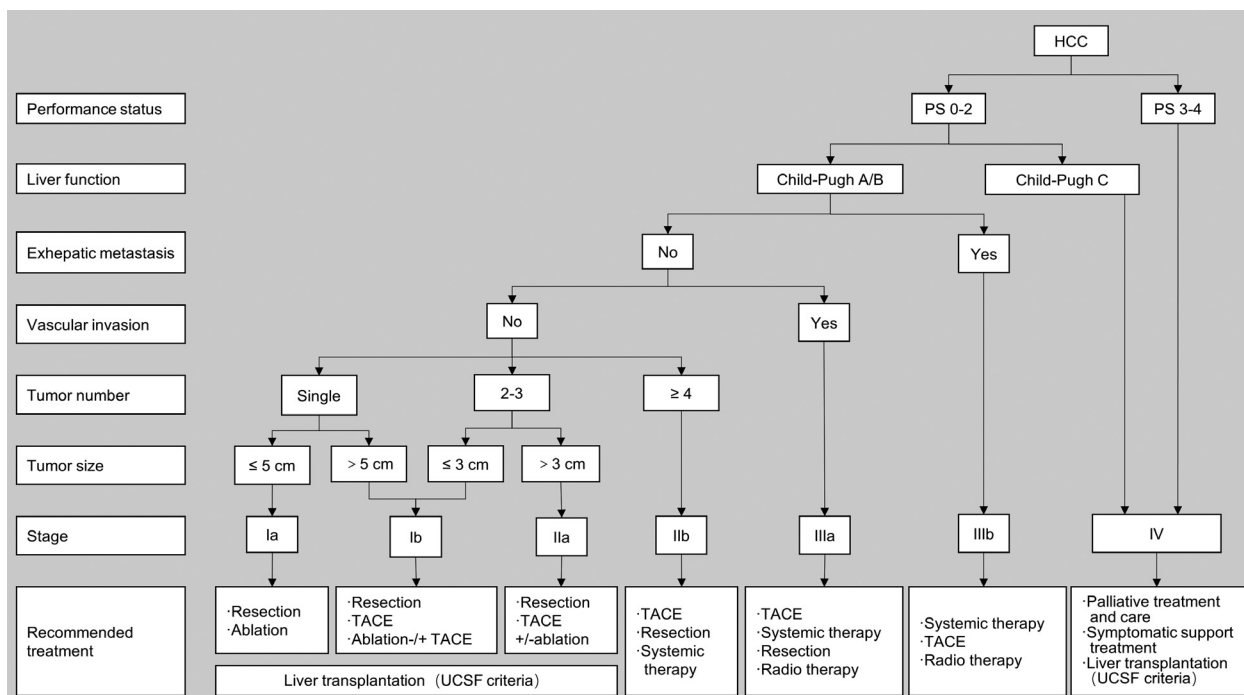 HCC
Performance status
PS 0-2
PS 3-4
Liver function
Child-Pugh A/B
Child-Pugh C
Exhepatic metastasis
No
Yes
Vascular invasion
No
Yes
Tumor number
Single
2-3
≥ 4
Tumor size
≤ 5 cm
> 5 cm
≤ 3 cm
> 3 cm
Stage
Ia
Ib
IIa
IIb
IIIa
IIIb
IV
Recommended
treatment
·Resection
·Ablation
·Resection
·TACE
·Ablation-/+ TACE
·Resection
·TACE
+/-ablation
Liver transplantation（UCSF criteria）
·TACE
·Resection
·Systemic
therapy
·TACE
·Systemic therapy
·Resection
·Radio therapy
·Systemic therapy
·TACE
·Radio therapy
·Palliative treatment
and care
·Symptomatic support
treatment
·Liver transplantation
（UCSF criteria）